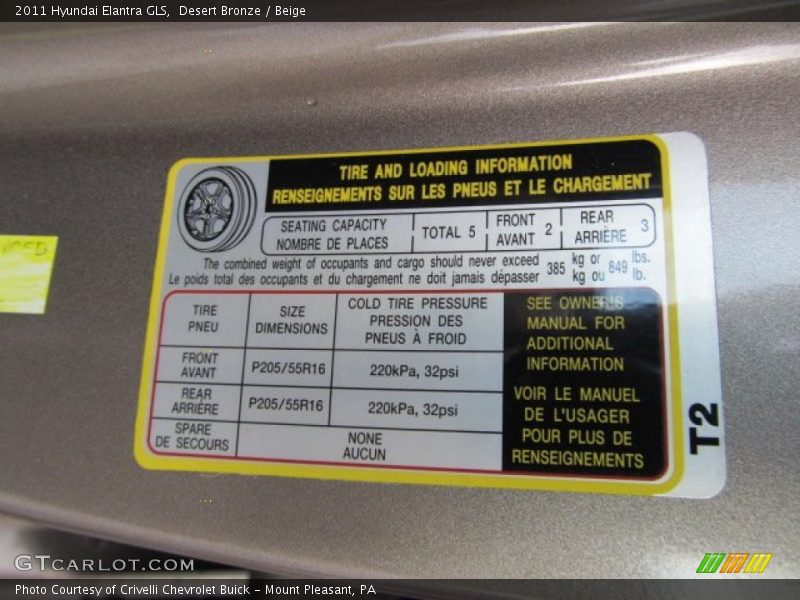 2011 Hyundai Elantra GLS, Desert Bronze / Beige
TIRE AND LOADING INFORMATION
RENSEIGNEMENTS SUR LES PNEUS ET LE CHARGEMENT
SEATING CAPACITY
NOMBRE DE PLACES
TOTAL 5
FRONT
AVANT
2
REAR
ARRIÈRE
3
The combined weight of occupants and cargo should never exceed 385 kg or 849 lbs.
Le poids total des occupants et du chargement ne doit jamais dépasser kg ou lb.
TIRE
PNEU
SIZE
DIMENSIONS
COLD TIRE PRESSURE
PRESSION DES
PNEUS À FROID
FRONT
AVANT
P205/55R16
220kPa, 32psi
REAR
ARRIÈRE
P205/55R16
220kPa, 32psi
SPARE
DE SECOURS
NONE
AUCUN
SEE OWNER'S
MANUAL FOR
ADDITIONAL
INFORMATION
VOIR LE MANUEL
DE L'USAGER
POUR PLUS DE
RENSEIGNEMENTS
T2
GTCARLOT.COM
Photo Courtesy of Crivelli Chevrolet Buick - Mount Pleasant, PA